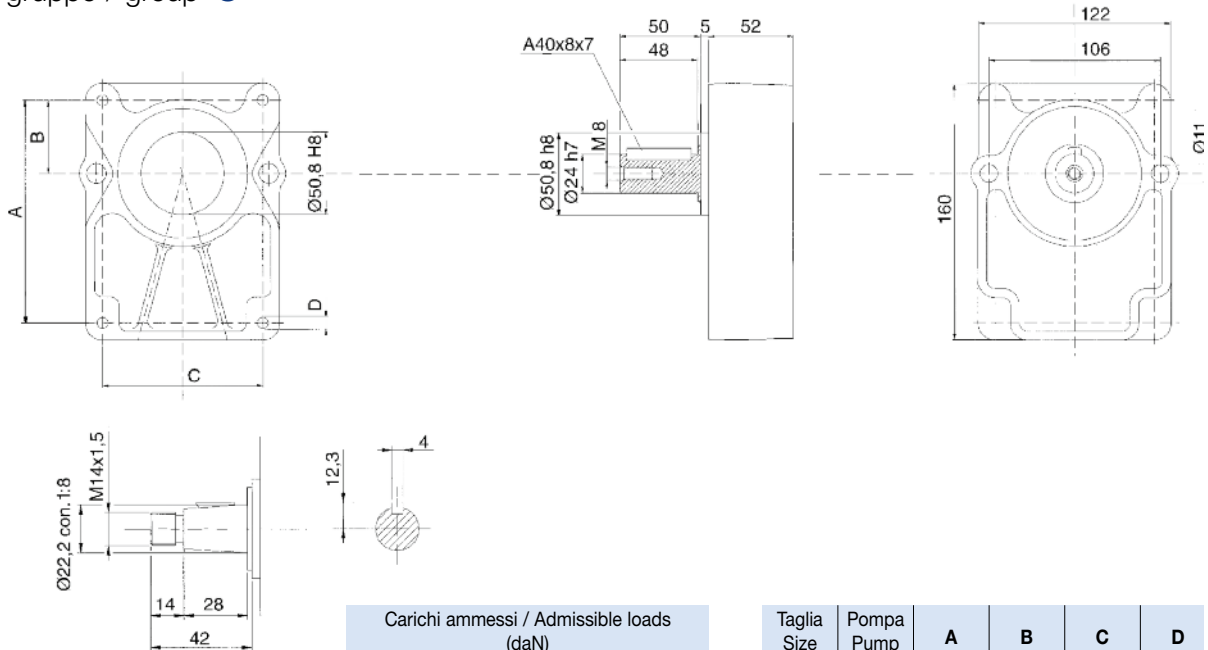 gruppo / group
A
B
C
D
Ø50,8 H8
50
5
52
48
A40x8x7
M 8
Ø50,8 h8
Ø24 h7
122
106
160
Ø11
M14x1,5
Ø22,2 con.1:8
14
28
42
12,3
4
Carichi ammessi / Admissible loads
(daN)
Taglia
Size
Pompa
Pump
A
B
C
D